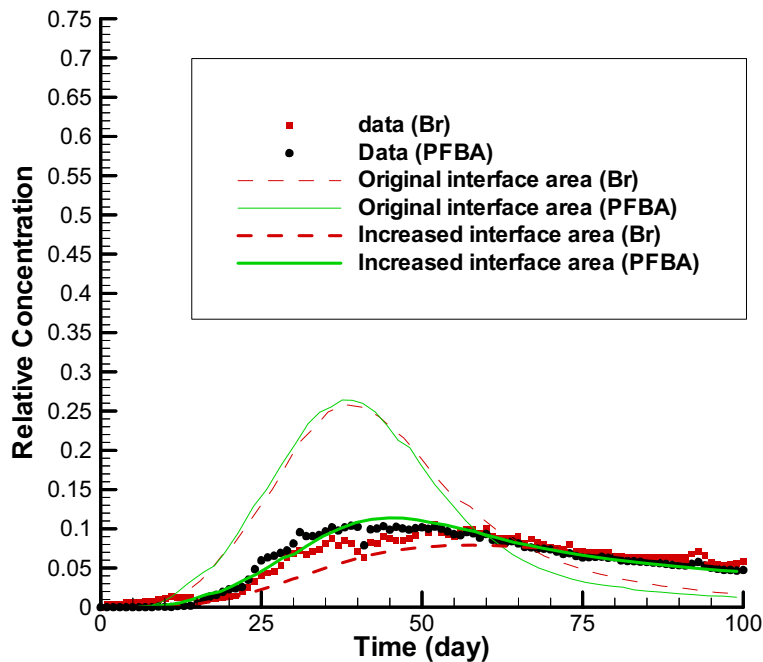 0.75
0.7
0.65
0.6
0.55
0.5
0.45
0.4
0.35
0.3
0.25
0.2
0.15
0.1
0.05
0
Relative Concentration
data (Br)
Data (PFBA)
Original interface area (Br)
Original interface area (PFBA)
Increased interface area (Br)
Increased interface area (PFBA)
0 25 50 75 100
Time (day)